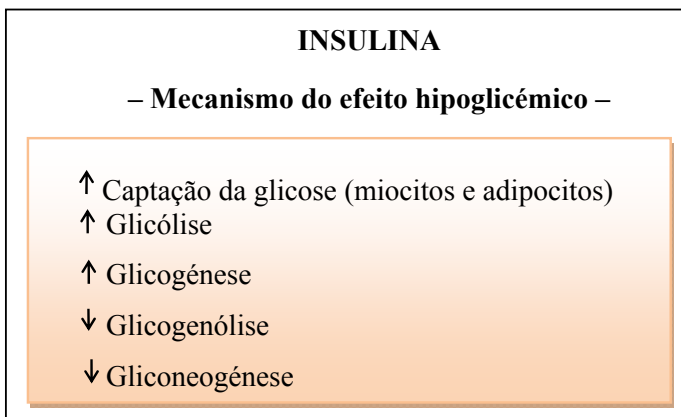 INSULINA
– Mecanismo do efeito hipoglicémico –
↑ Captação da glicose (miocitos e adipocitos)
↑ Glicólise
↑ Glicogénese
↓ Glicogenólise
↓ Gliconeogénese